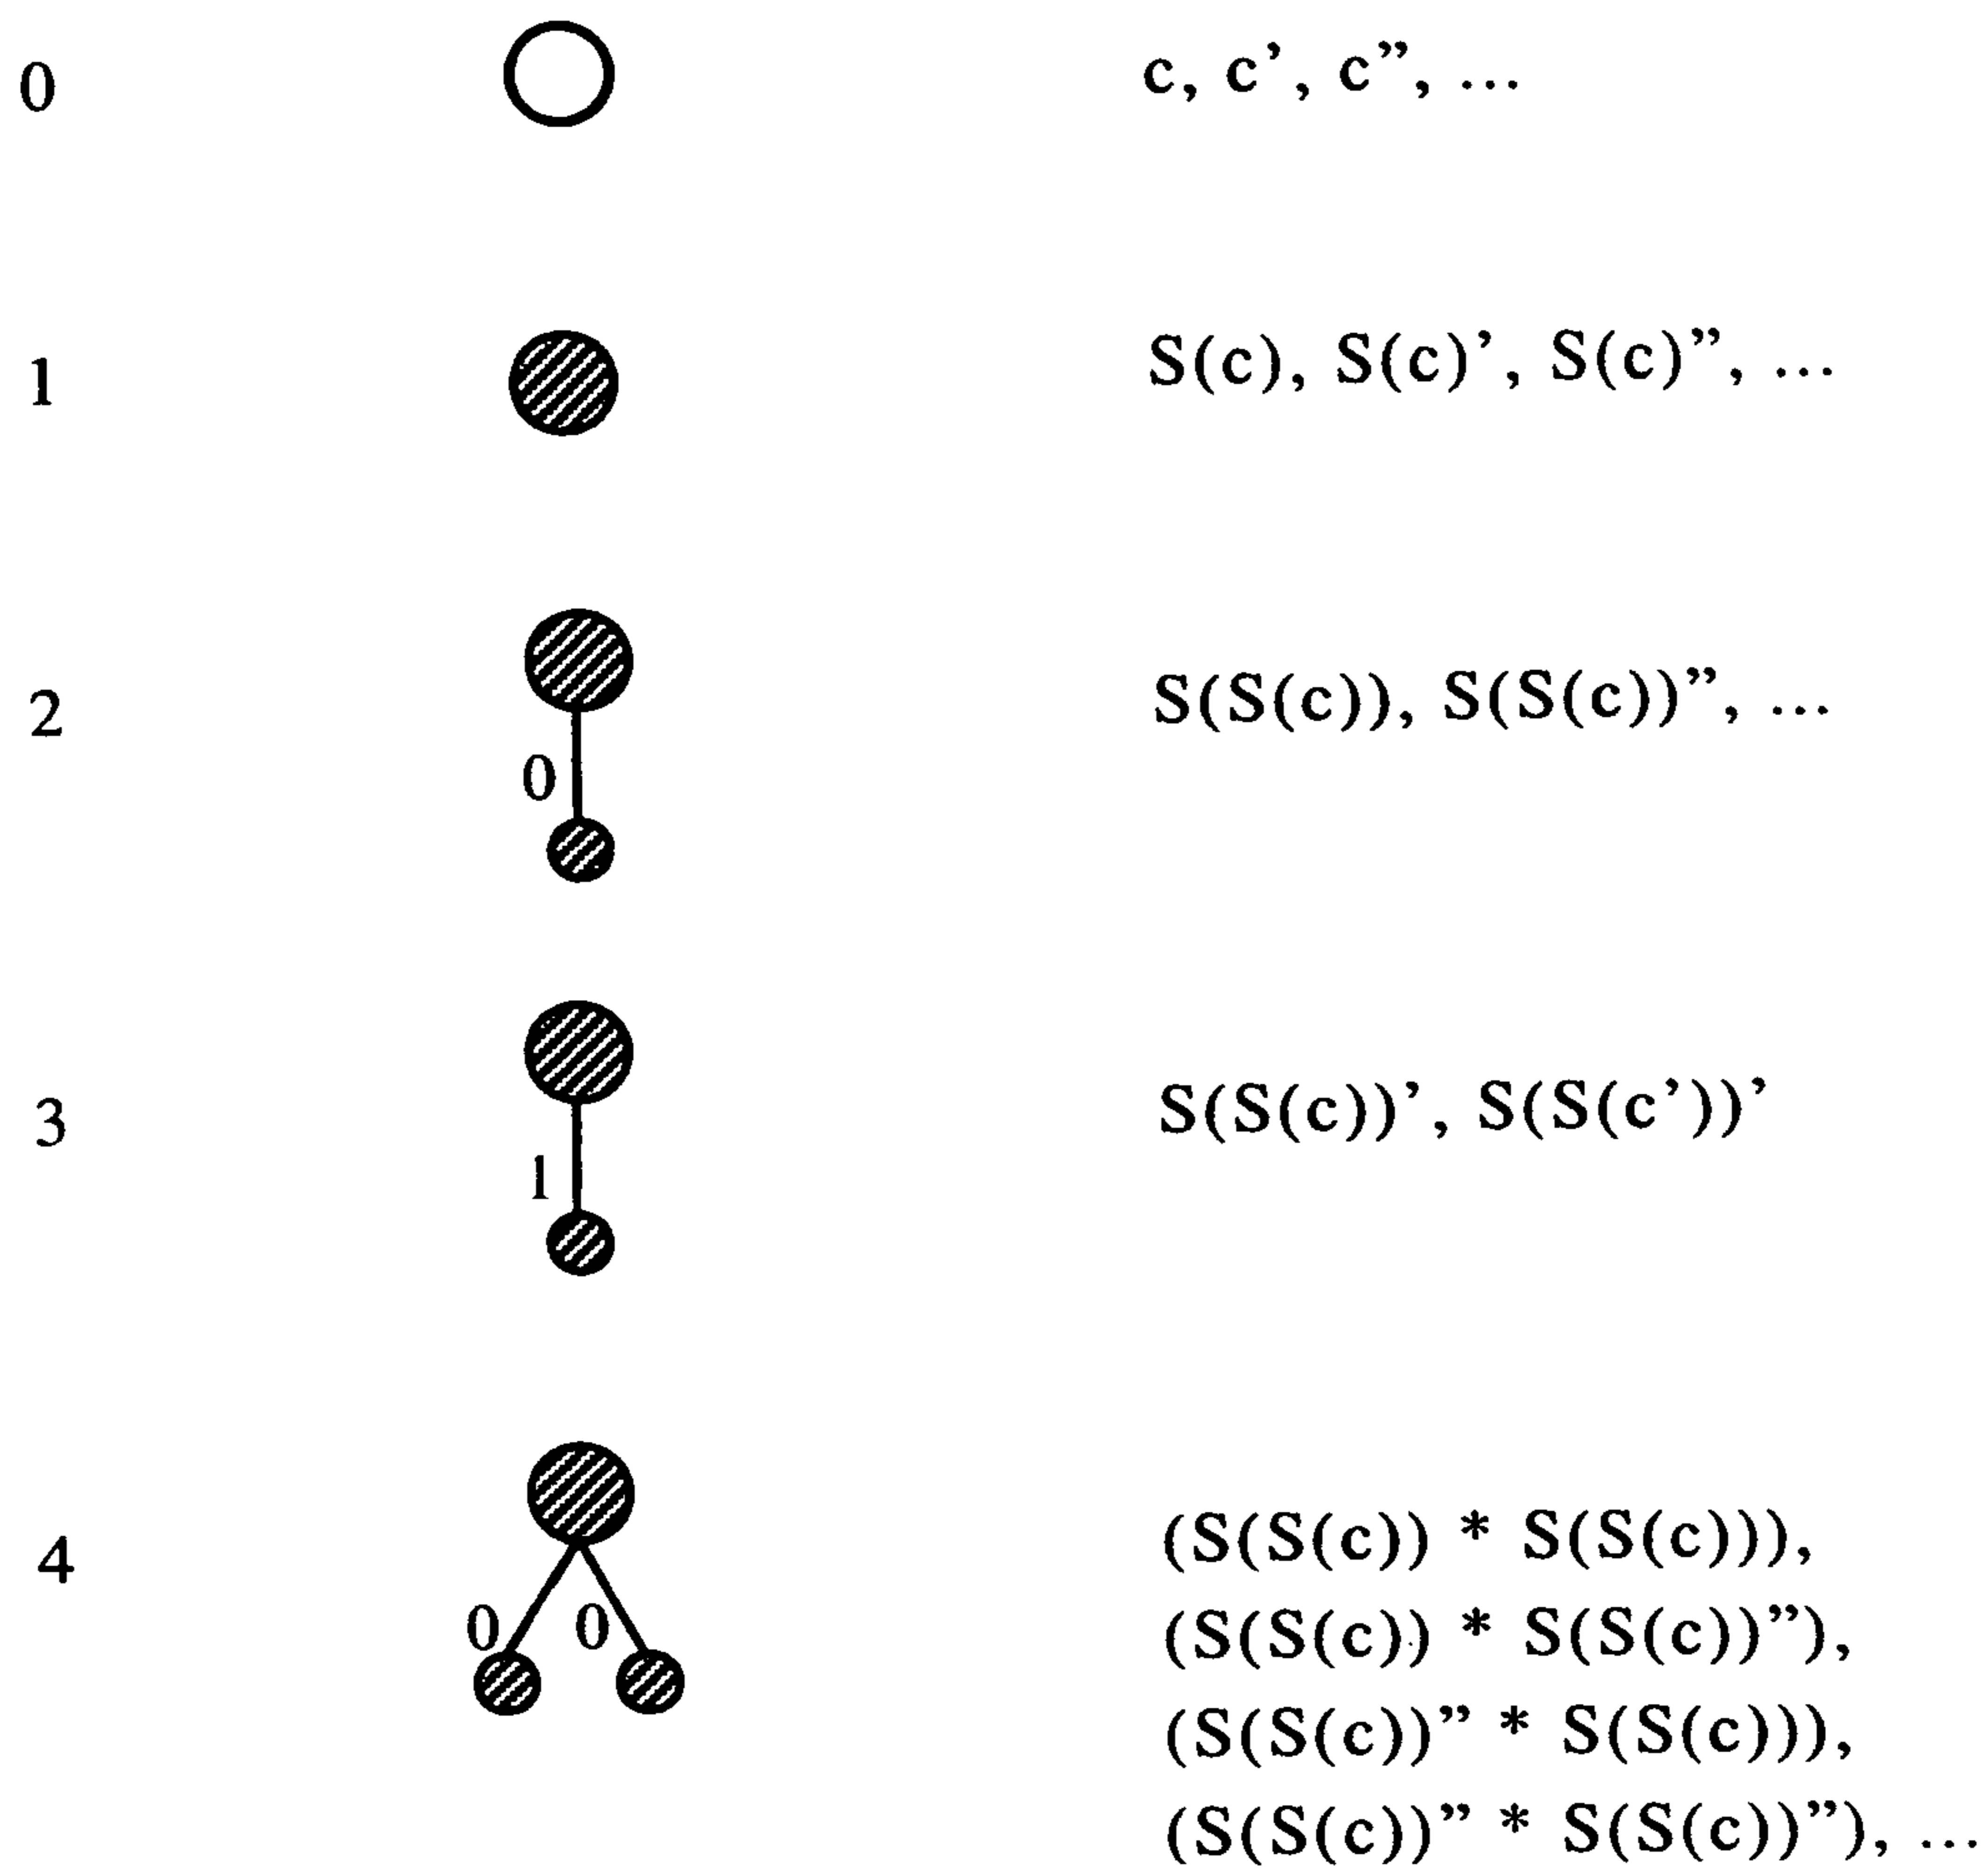 0 c, c’, c”, ...
1 S(c), S(c)’, S(c)”, ...
2 S(S(c)), S(S(c))”, ...
0
3 S(S(c))’, S(S(c’))’
1
4 (S(S(c)) * S(S(c))),
0 0 (S(S(c)) * S(S(c))”),
(S(S(c))” * S(S(c))),
(S(S(c))” * S(S(c))”), ...